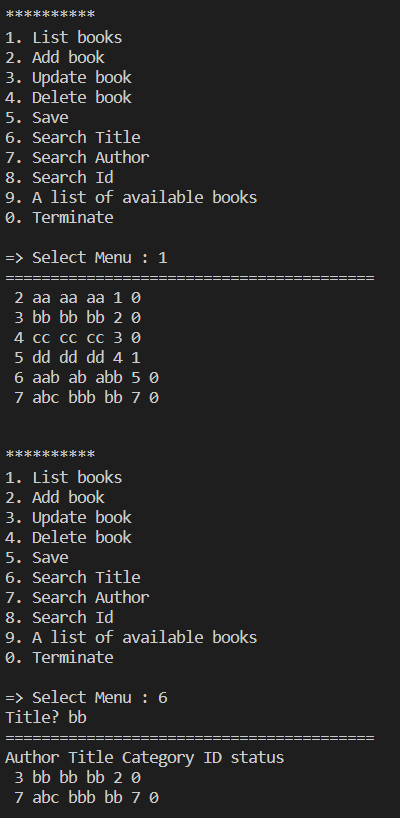 **********
1. List books
2. Add book
3. Update book
4. Delete book
5. Save
6. Search Title
7. Search Author
8. Search Id
9. A list of available books
0. Terminate
=> Select Menu : 1
=========================================
2 aa aa aa 1 0
3 bb bb bb 2 0
4 cc cc cc 3 0
5 dd dd dd 4 1
6 aab ab abb 5 0
7 abc bbb bb 7 0
**********
1. List books
2. Add book
3. Update book
4. Delete book
5. Save
6. Search Title
7. Search Author
8. Search Id
9. A list of available books
0. Terminate
=> Select Menu : 6
Title? bb
=========================================
Author Title Category ID status
3 bb bb bb 2 0
7 abc bbb bb 7 0